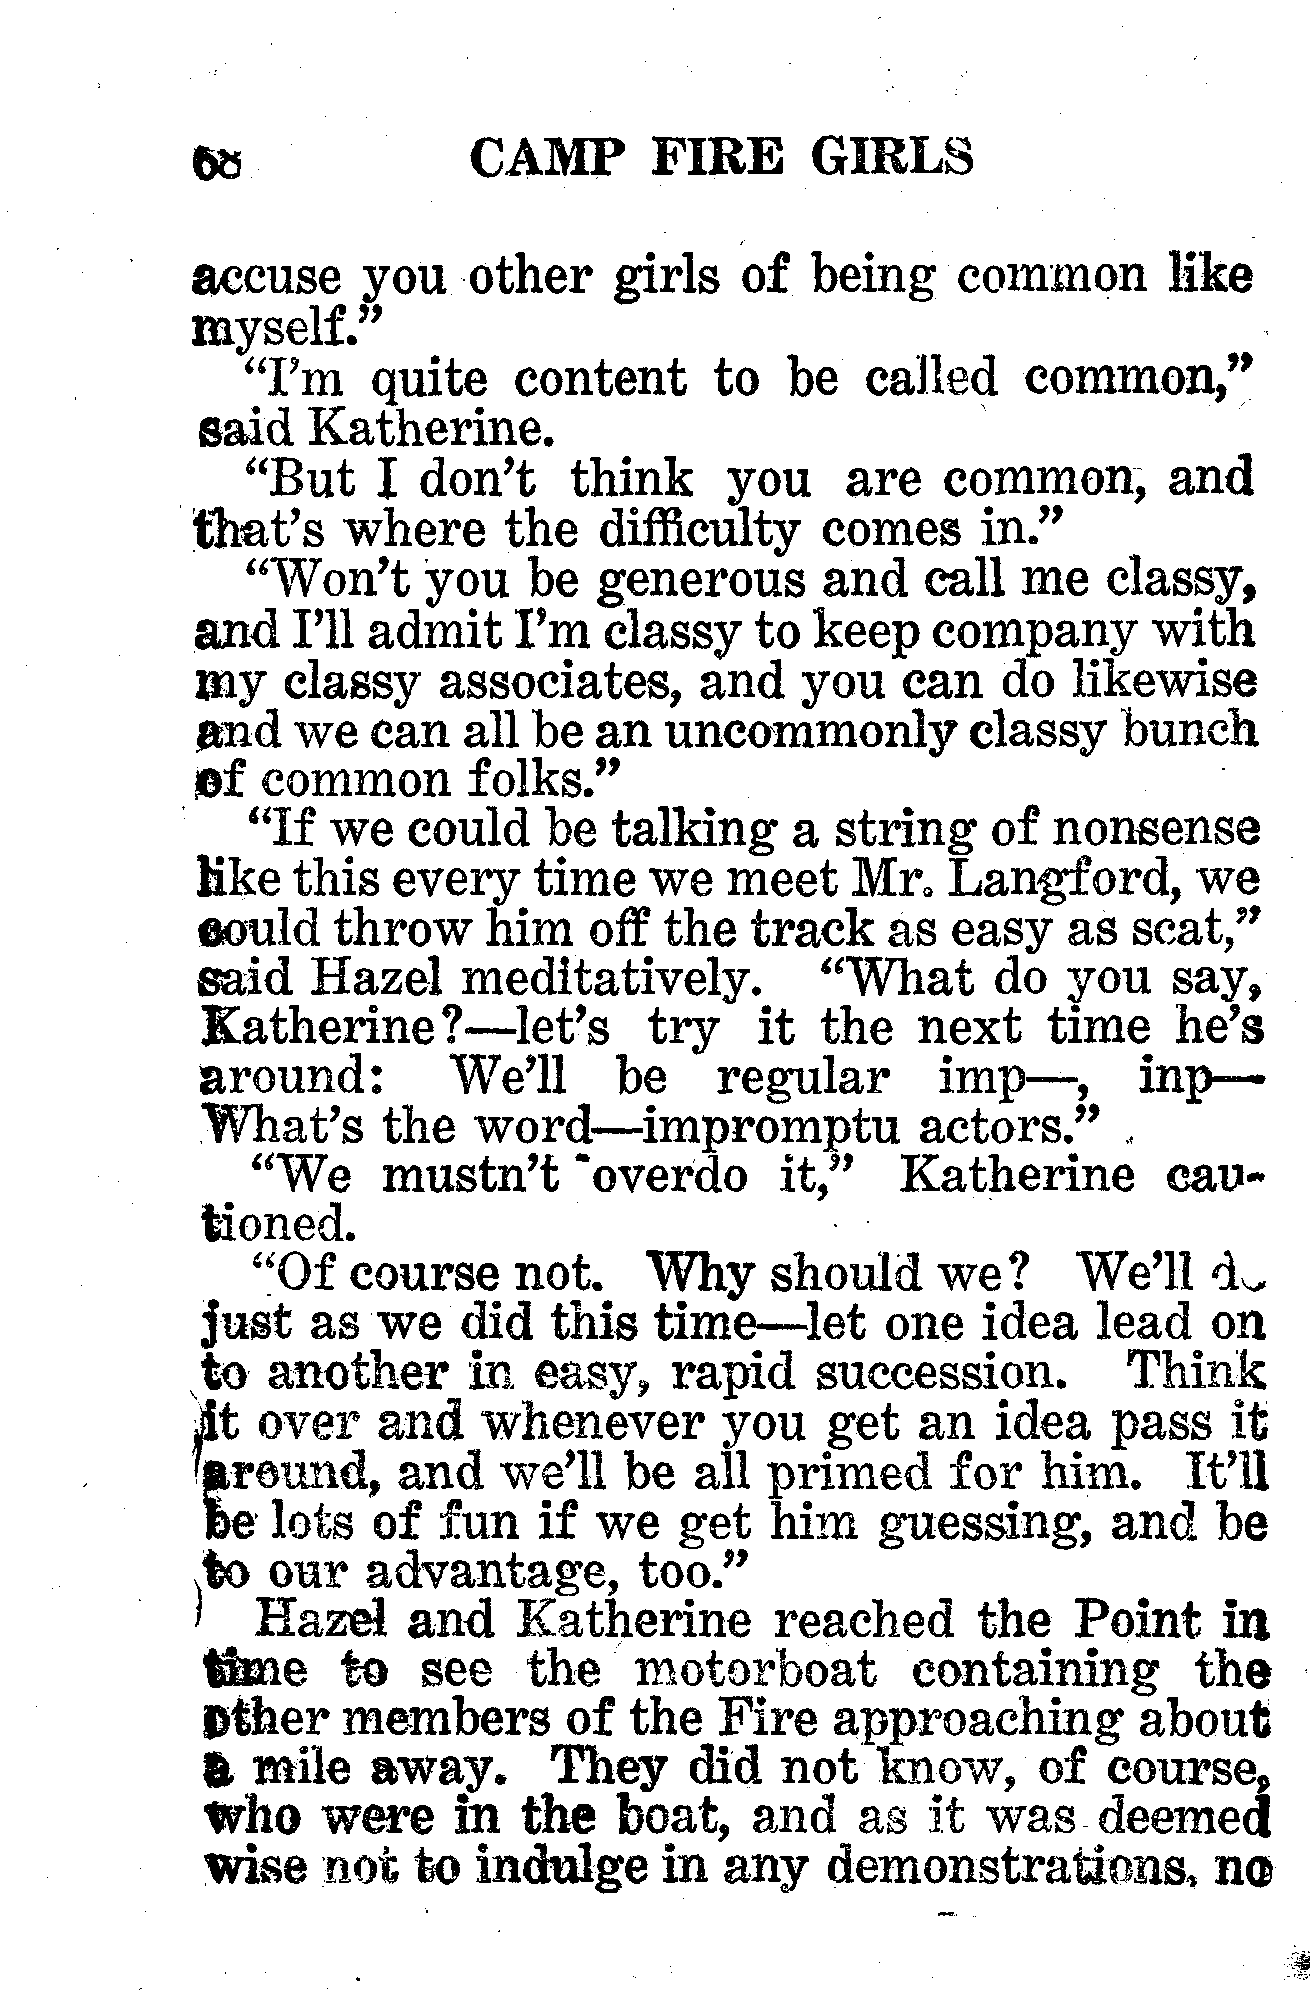 68 CAMP FIRE GIRLS
accuse you other girls of being common like
myself.”
“I’m quite content to be called common,”
said Katherine.
“But I don’t think you are common, and
that’s where the difficulty comes in.”
“Won’t you be generous and call me classy,
and I’ll admit I’m classy to keep company with
my classy associates, and you can do likewise
and we can all be an uncommonly classy bunch
of common folks.”
“If we could be talking a string of nonsense
like this every time we meet Mr. Langford, we
could throw him off the track as easy as scat,”
said Hazel meditatively. “What do you say,
Katherine?—let’s try it the next time he’s
around: We’ll be regular imp—, inp—
What’s the word—impromptu actors.”
“We mustn’t overdo it,” Katherine cau-
tioned.
“Of course not. Why should we? We’ll do
just as we did this time—let one idea lead on
to another in easy, rapid succession. Think
it over and whenever you get an idea pass it
around, and we’ll be all primed for him. It’ll
be lots of fun if we get him guessing, and be
to our advantage, too.”
Hazel and Katherine reached the Point in
time to see the motorboat containing the
other members of the Fire approaching about
a mile away. They did not know, of course,
who were in the boat, and as it was deemed
wise not to indulge in any demonstrations, no